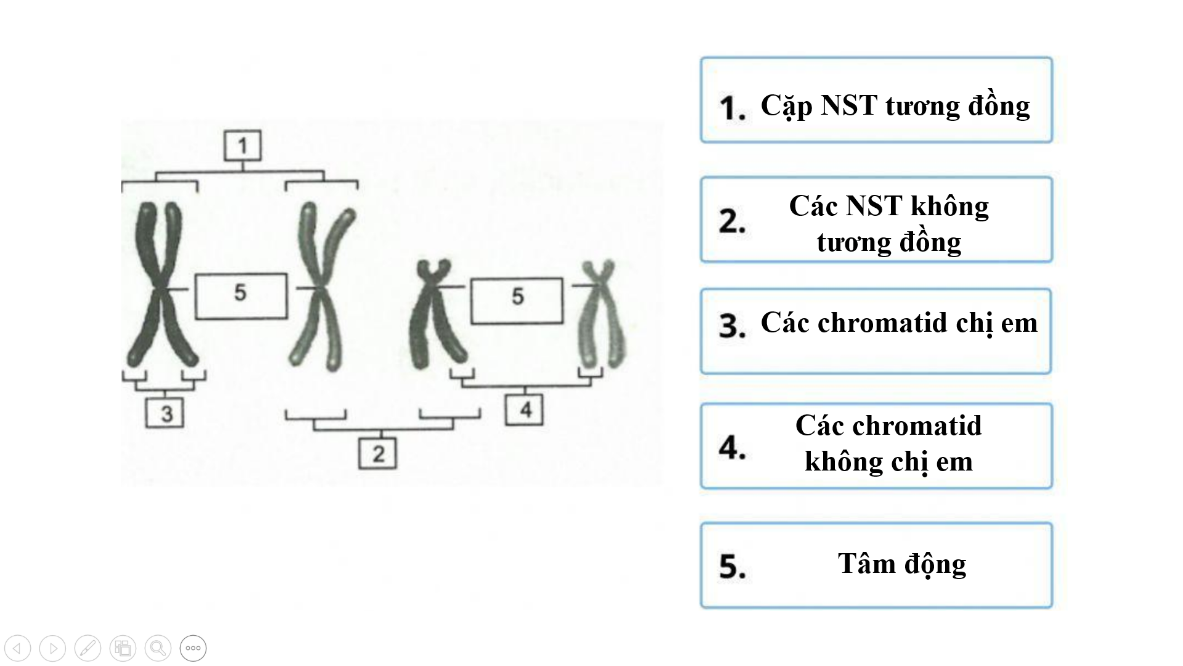 1
5
5
3
4
2
1. Cặp NST tương đồng
2. Các NST không
tương đồng
3. Các chromatid chị em
4. Các chromatid
không chị em
5. Tâm động